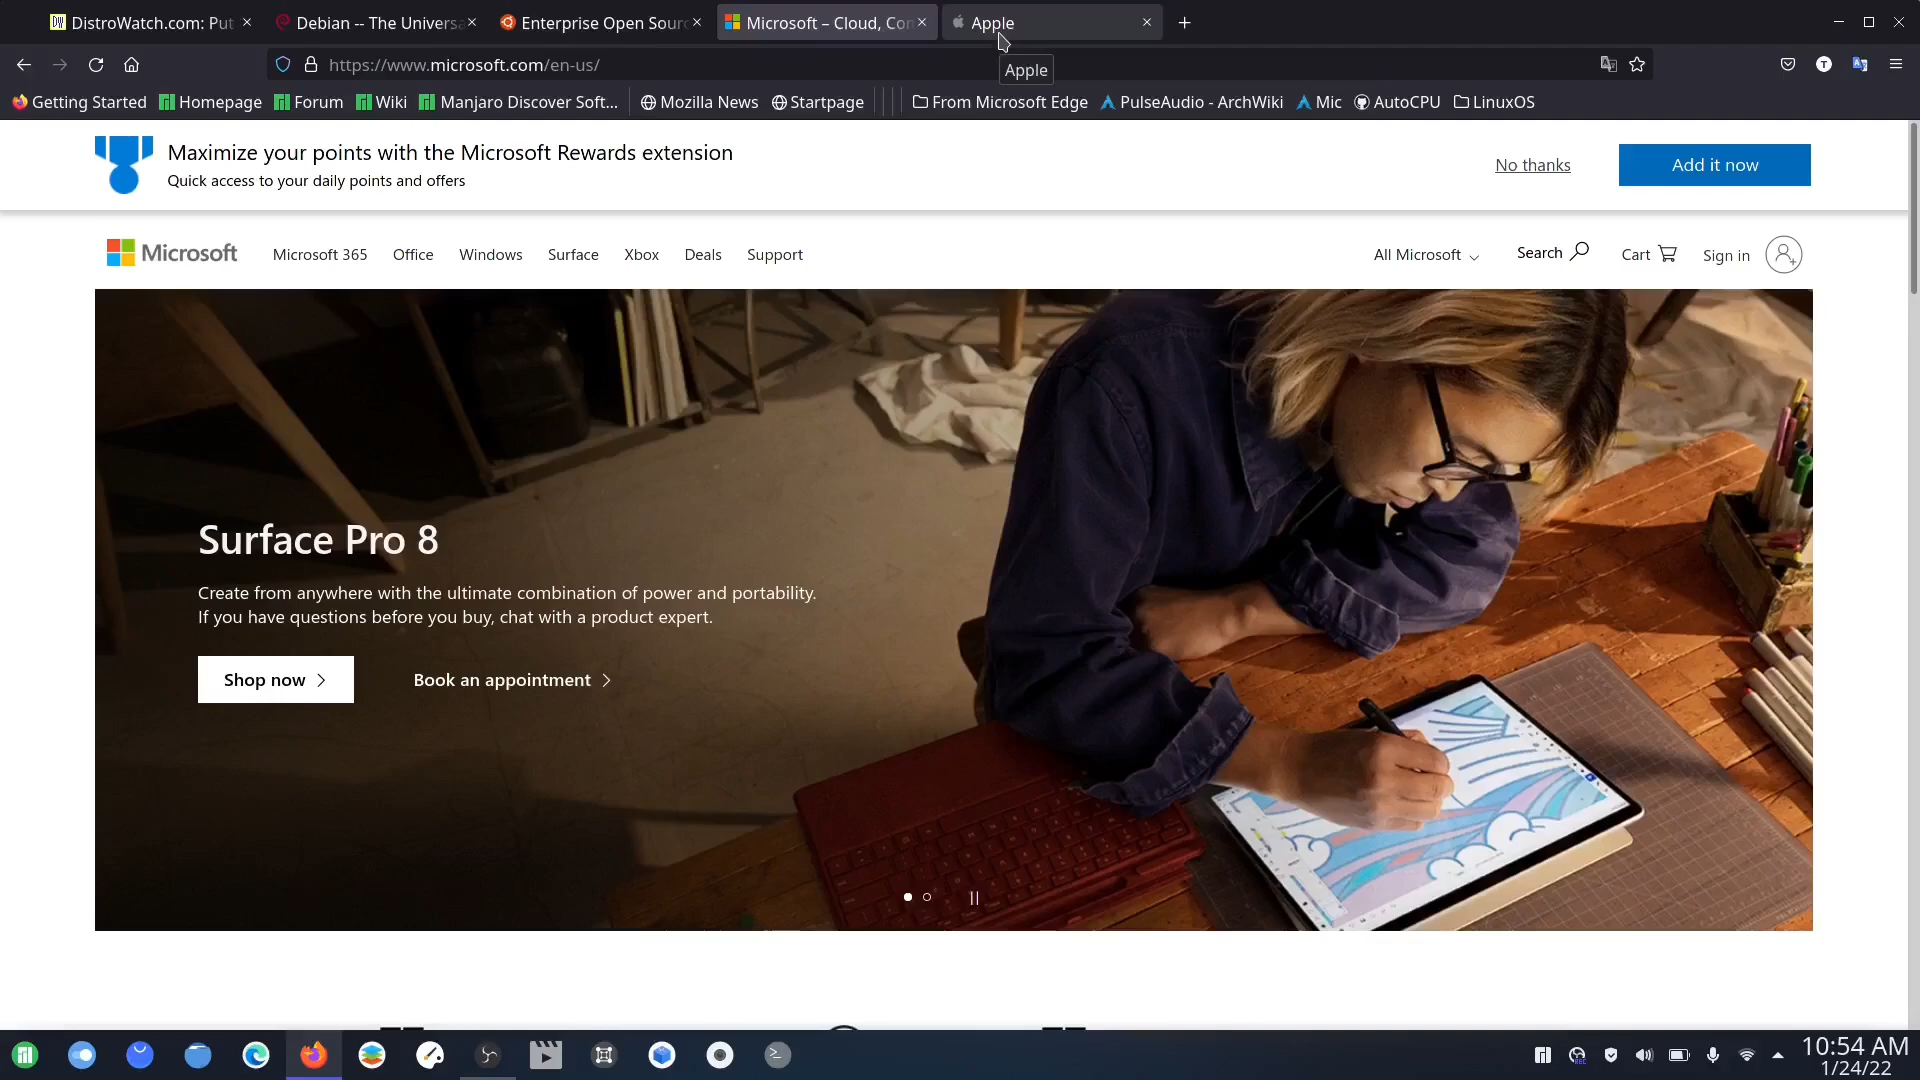 DistroWatch.com: Put
Debian -- The Universa
Enterprise Open Sourc
Microsoft – Cloud, Con
Apple
https://www.microsoft.com/en-us/
Apple
Getting Started
Homepage
Forum
Wiki
Manjaro Discover Soft...
Mozilla News
Startpage
From Microsoft Edge
PulseAudio - ArchWiki
Mic
AutoCPU
LinuxOS
Maximize your points with the Microsoft Rewards extension
Quick access to your daily points and offers
No thanks
Add it now
Microsoft
Microsoft 365
Office
Windows
Surface
Xbox
Deals
Support
All Microsoft
Search
Cart
Sign in
Surface Pro 8
Create from anywhere with the ultimate combination of power and portability.
If you have questions before you buy, chat with a product expert.
Shop now
Book an appointment
10:54 AM
1/24/22